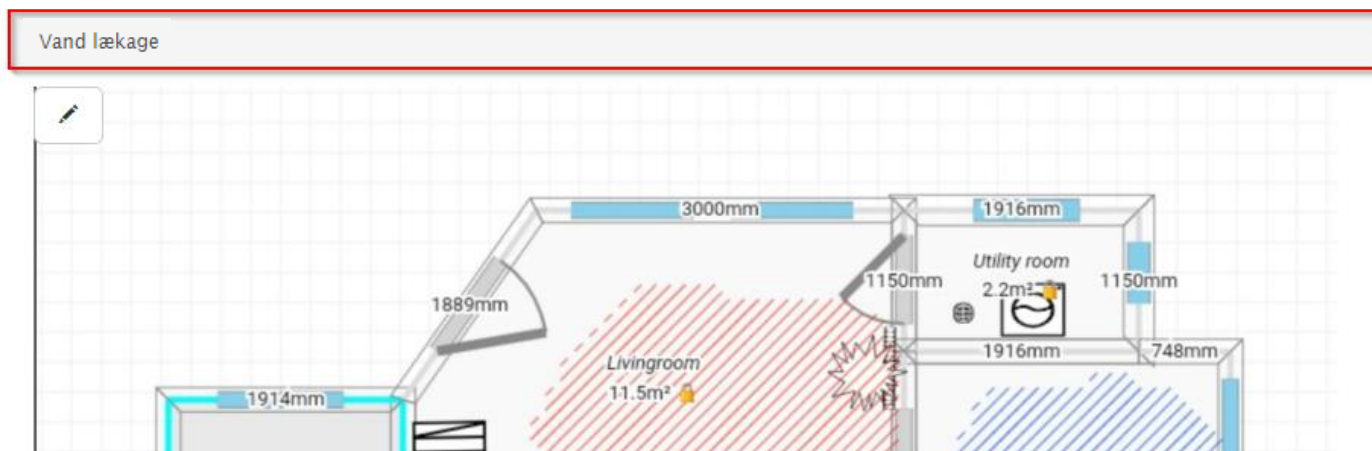 Vand lækage
3000mm
1916mm
Utility room
2.2m²
1150mm
1150mm
1889mm
1916mm
748mm
Livingroom
11.5m²
1914mm